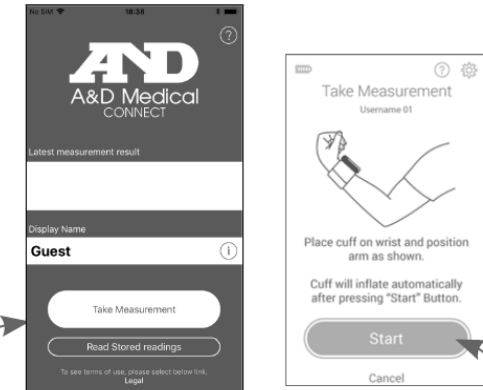 No SIM 18:38
?
AND
A&D Medical
CONNECT
Latest measurement result
Display Name
Guest i
Take Measurement
Read Stored readings
To see terms of use, please select below link.
Legal
?
Take Measurement
Username 01
Place cuff on wrist and position
arm as shown.
Cuff will inflate automatically
after pressing “Start” Button.
Start
Cancel